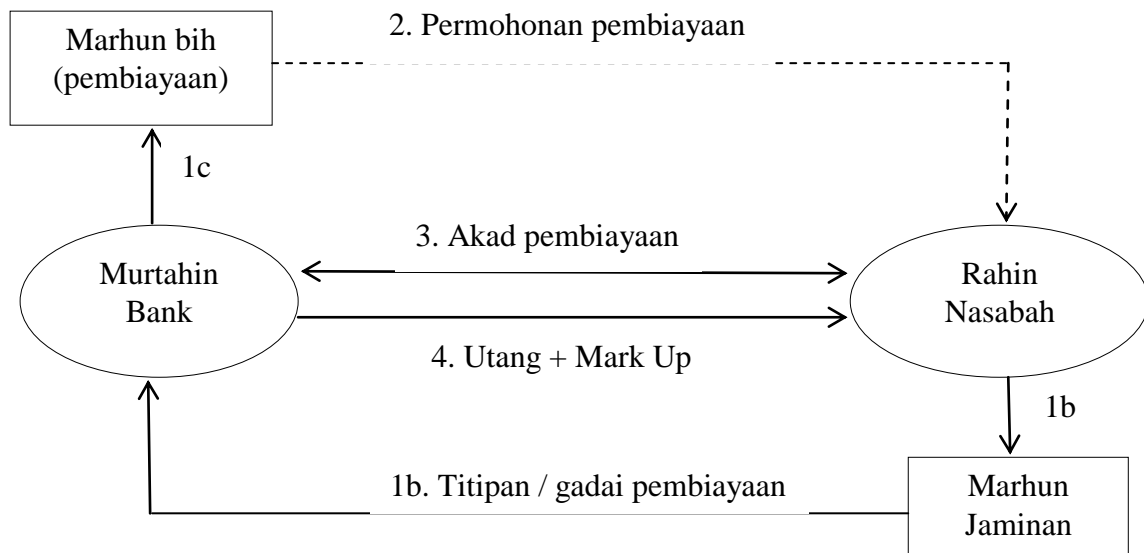 Marhun bih
(pembiayaan)
2. Permohonan pembiayaan
1c
3. Akad pembiayaan
Murtahin
Bank
Rahin
Nasabah
4. Utang + Mark Up
1b
1b. Titipan / gadai pembiayaan
Marhun
Jaminan